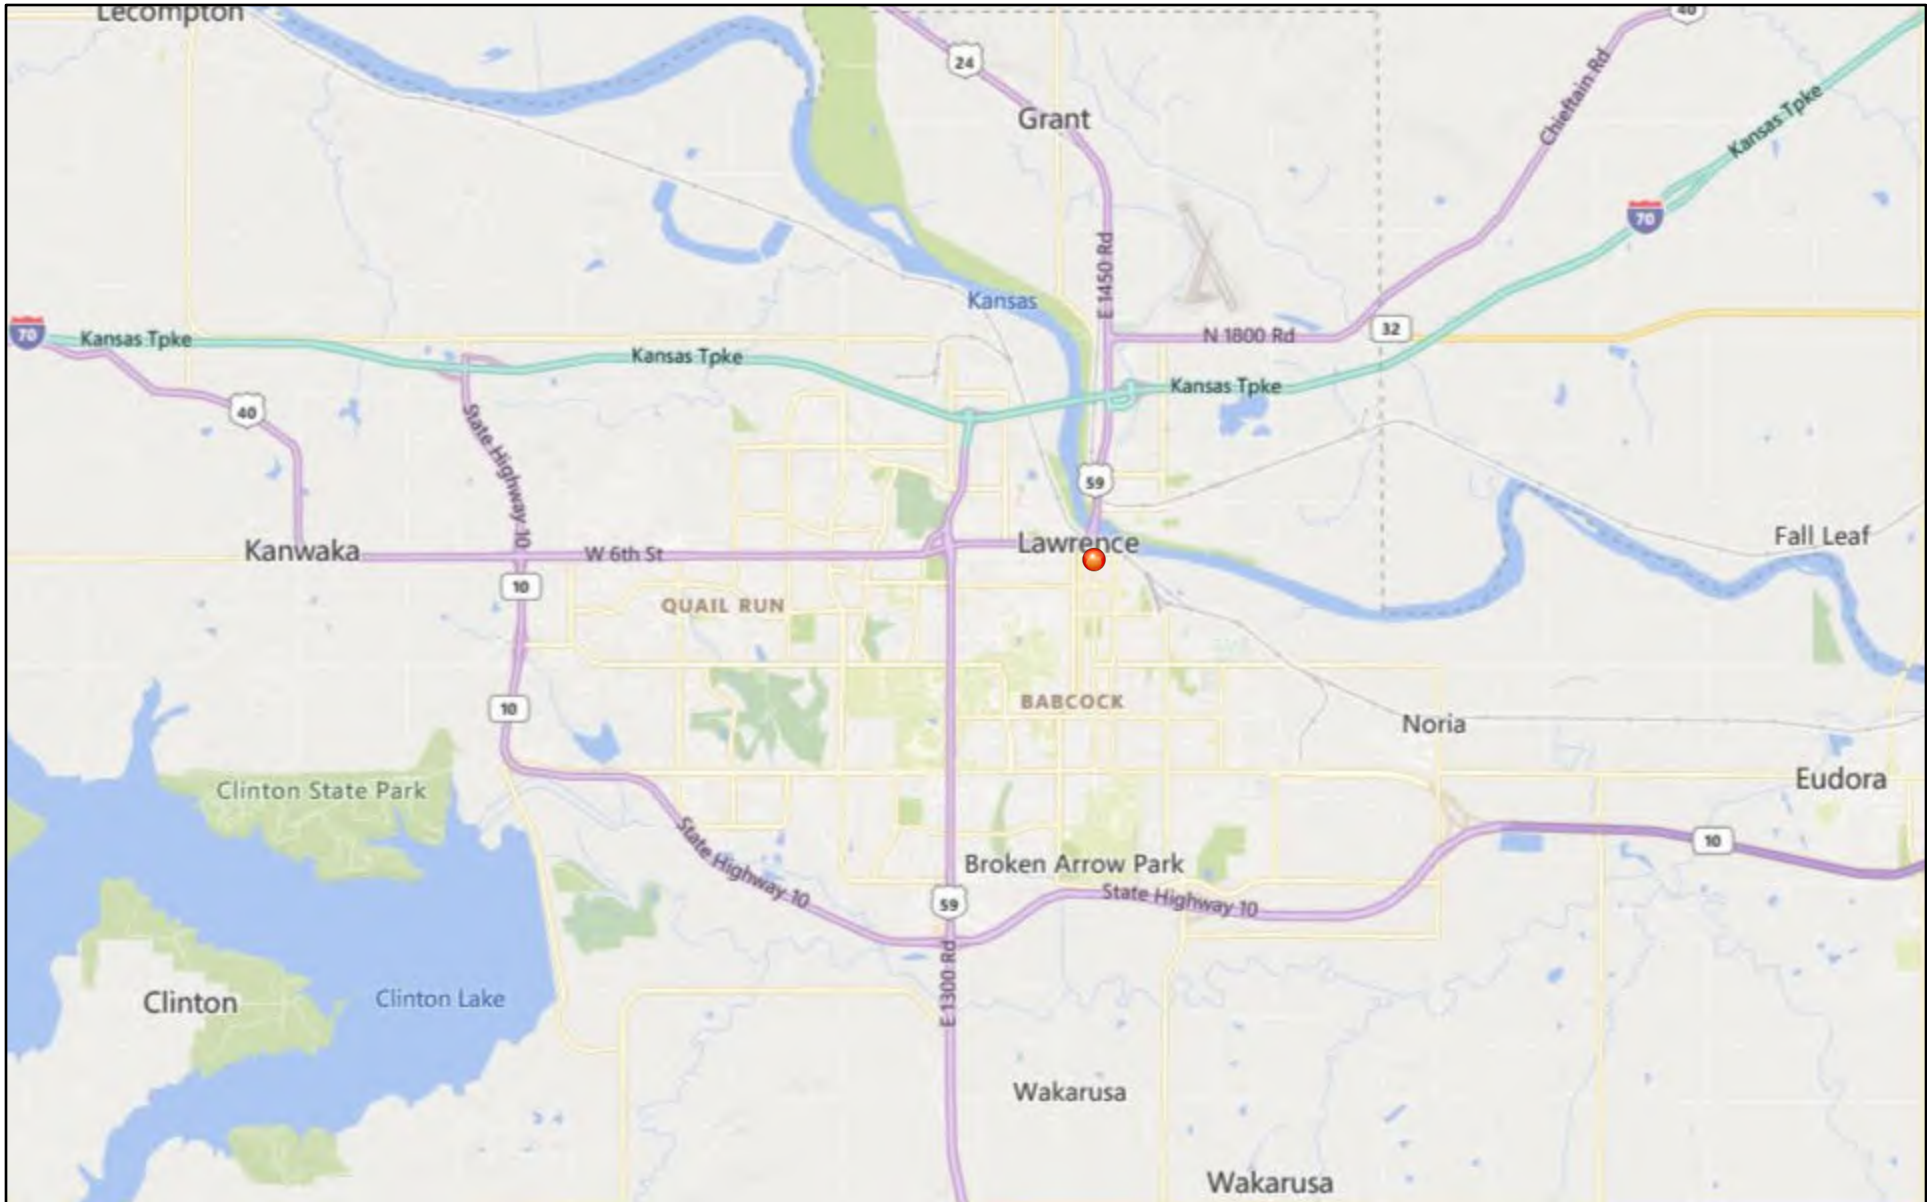 Lecompton
40
24
Kansas Tpke
Chieftain Rd
Grant
70
E 1450 Rd
Kansas
70
Kansas Tpke
Kansas Tpke
N 1800 Rd
32
Kansas Tpke
40
State Highway 10
59
Kanwaka
W 6th St
Lawrence
Fall Leaf
10
QUAIL RUN
10
BABCOCK
Noria
Clinton State Park
Eudora
State Highway 10
10
Broken Arrow Park
59
State Highway 10
E 1300 Rd
Clinton
Clinton Lake
Wakarusa
Wakarusa